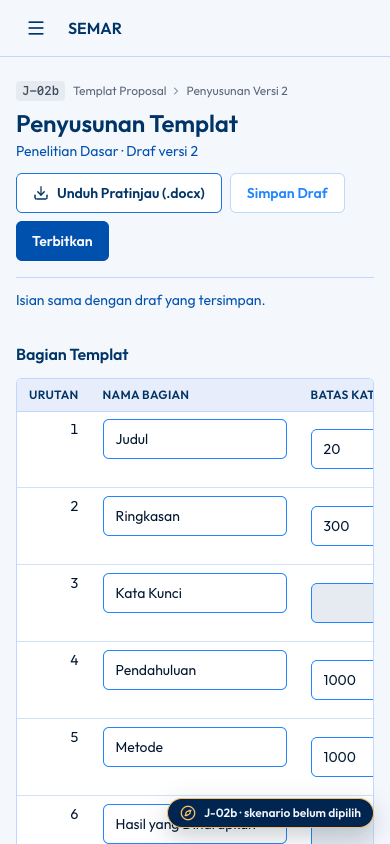 SEMAR
J-02b Templat Proposal > Penyusunan Versi 2
Penyusunan Templat
Penelitian Dasar · Draf versi 2
Unduh Pratinjau (.docx) Simpan Draf
Terbitkan
Isian sama dengan draf yang tersimpan.
Bagian Templat
URUTAN NAMA BAGIAN BATAS KAT
1 Judul 20
2 Ringkasan 300
3 Kata Kunci
4 Pendahuluan 1000
5 Metode 1000
6 Hasil yang
J-02b · skenario belum dipilih